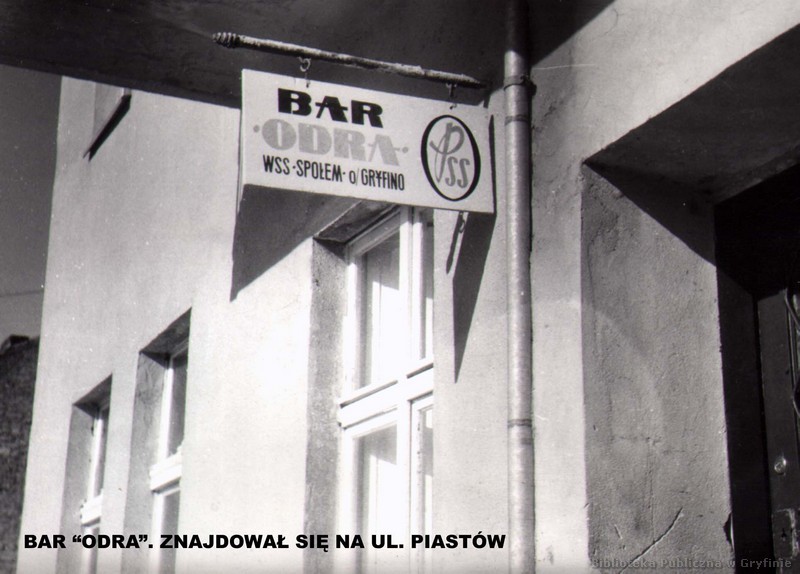 BAR
·ODRA·
WSS·SPOŁEM·o/GRYFINO
PSS
BAR “ODRA”. ZNAJDOWAŁ SIĘ NA UL. PIASTÓW
Biblioteka Publiczna w Gryfinie